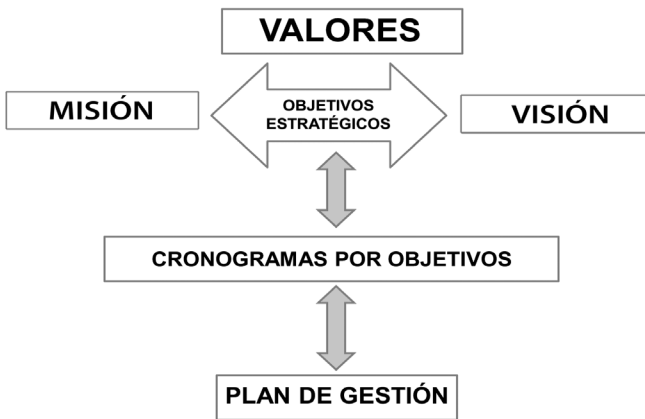 VALORES
MISIÓN
OBJETIVOS
ESTRATÉGICOS
VISIÓN
CRONOGRAMAS POR OBJETIVOS
PLAN DE GESTIÓN